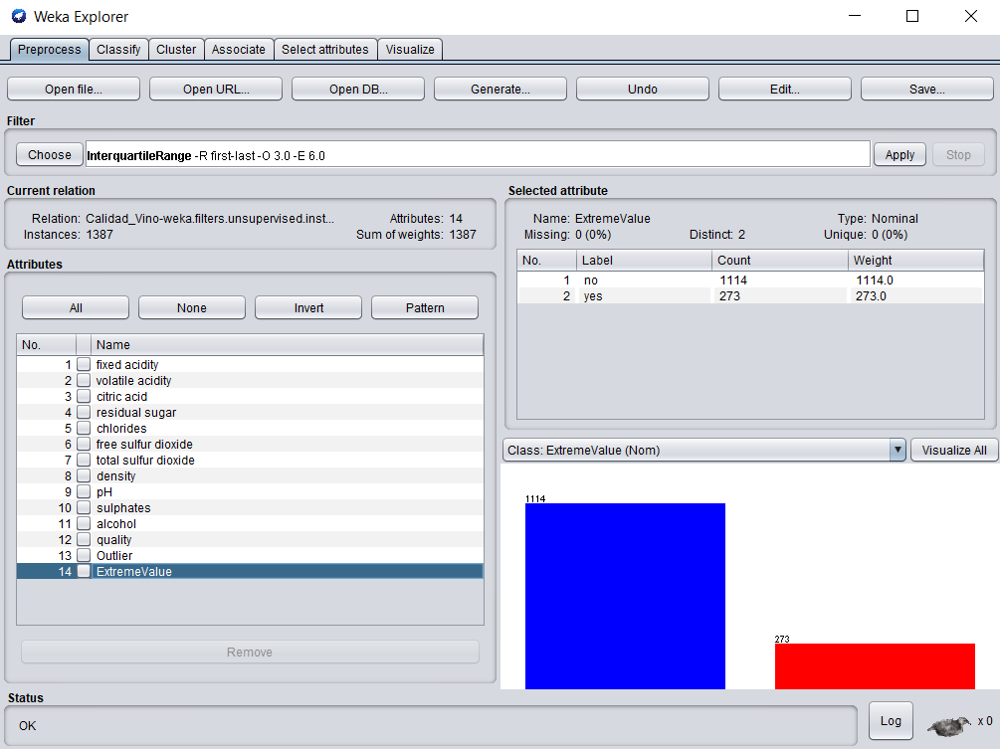 Weka Explorer
Preprocess Classify Cluster Associate Select attributes Visualize
Open file... Open URL... Open DB... Generate... Undo Edit... Save...
Filter
Choose InterquartileRange -R first-last -O 3.0 -E 6.0 Apply Stop
Current relation
Relation: Calidad_Vino-weka.filters.unsupervised.inst... Attributes: 14
Instances: 1387 Sum of weights: 1387
Attributes
All None Invert Pattern
No. Name
1 fixed acidity
2 volatile acidity
3 citric acid
4 residual sugar
5 chlorides
6 free sulfur dioxide
7 total sulfur dioxide
8 density
9 pH
10 sulphates
11 alcohol
12 quality
13 Outlier
14 ExtremeValue
Remove
Selected attribute
Name: ExtremeValue Type: Nominal
Missing: 0 (0%) Distinct: 2 Unique: 0 (0%)
No. Label Count Weight
1 no 1114 1114.0
2 yes 273 273.0
Class: ExtremeValue (Nom) Visualize All
1114
273
Status
OK
Log x 0